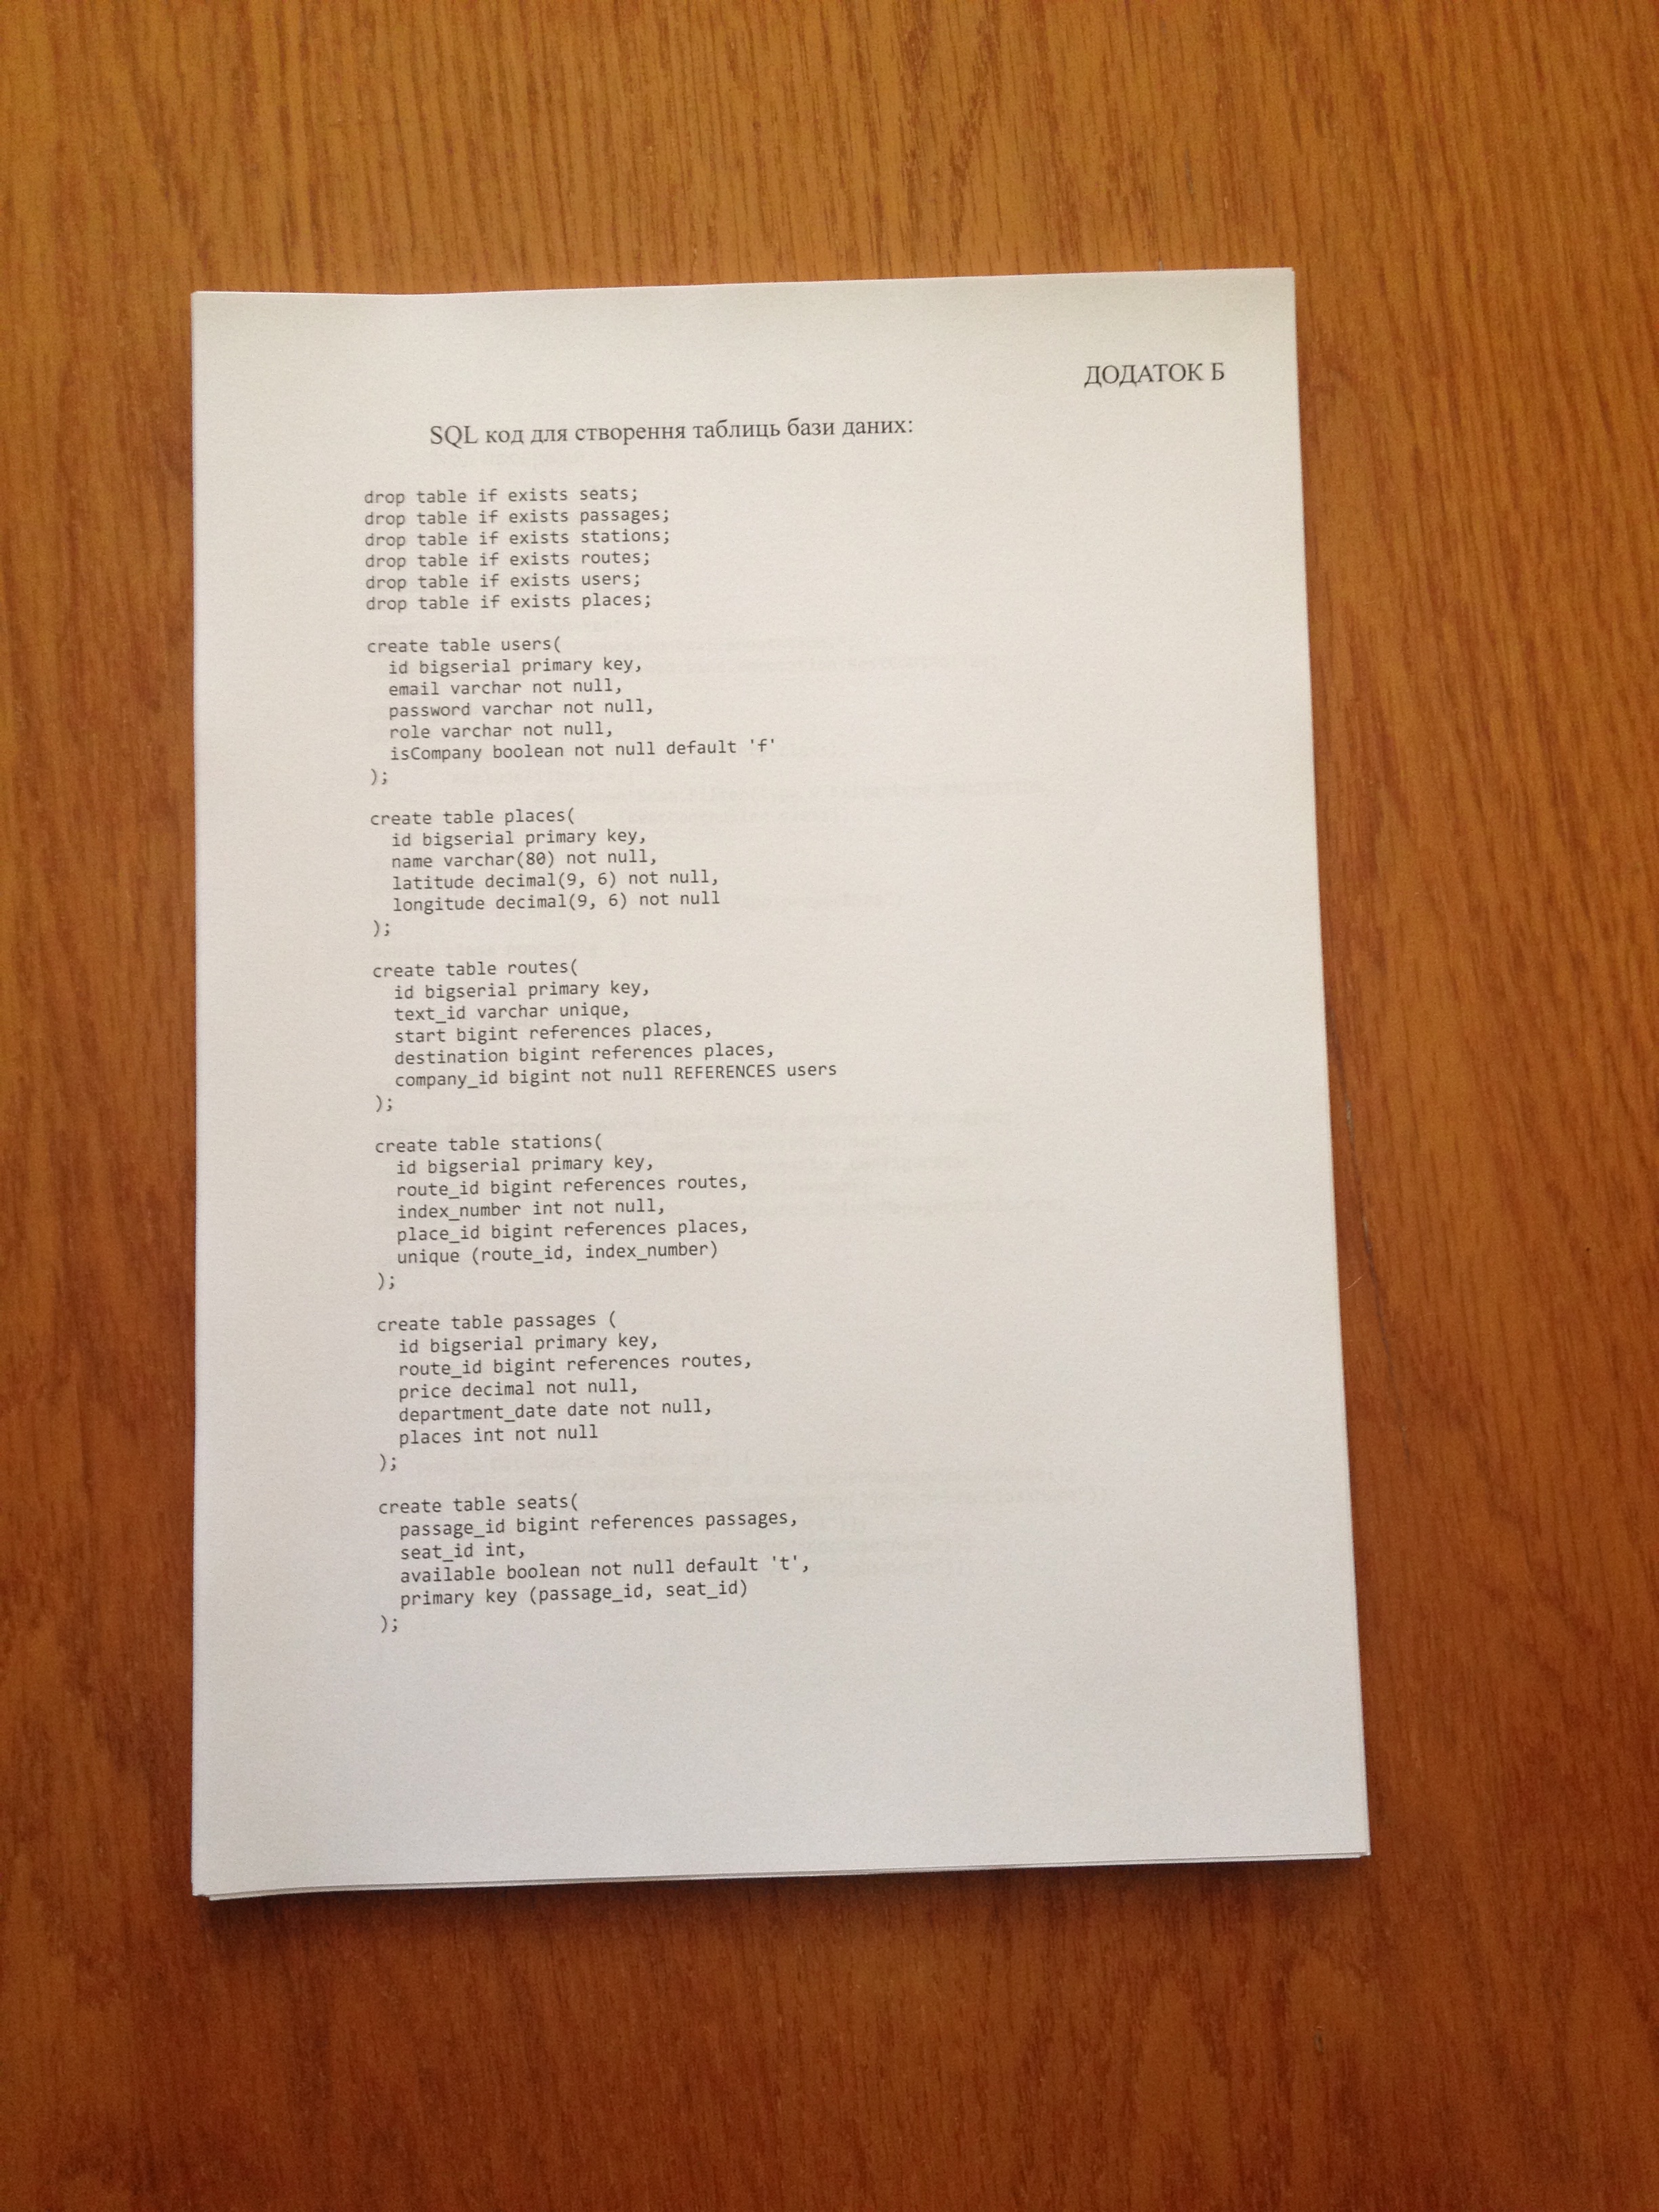 ДОДАТОК Б
SQL код для створення таблиць бази даних:
drop table if exists seats;
drop table if exists passages;
drop table if exists stations;
drop table if exists routes;
drop table if exists users;
drop table if exists places;
create table users(
id bigserial primary key,
email varchar not null,
password varchar not null,
role varchar not null,
isCompany boolean not null default 'f'
);
create table places(
id bigserial primary key,
name varchar(80) not null,
latitude decimal(9, 6) not null,
longitude decimal(9, 6) not null
);
create table routes(
id bigserial primary key,
text_id varchar unique,
start bigint references places,
destination bigint references places,
company_id bigint not null REFERENCES users
);
create table stations(
id bigserial primary key,
route_id bigint references routes,
index_number int not null,
place_id bigint references places,
unique (route_id, index_number)
);
create table passages (
id bigserial primary key,
route_id bigint references routes,
price decimal not null,
department_date date not null,
places int not null
);
create table seats(
passage_id bigint references passages,
seat_id int,
available boolean not null default 't',
primary key (passage_id, seat_id)
);